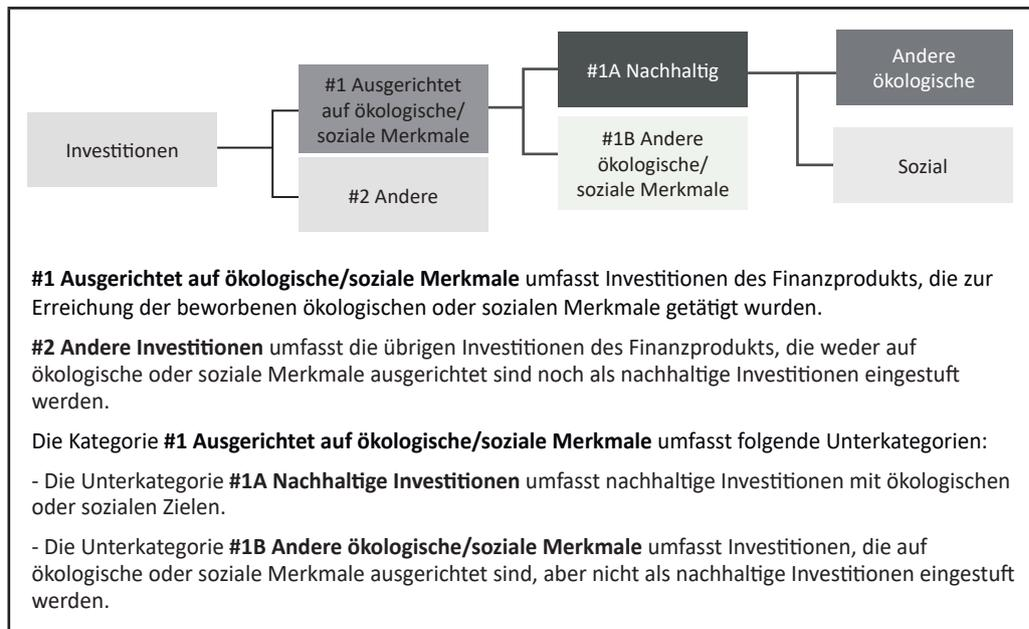 Investitionen
#1 Ausgerichtet
auf ökologische/
soziale Merkmale
#2 Andere
#1A Nachhaltig
#1B Andere
ökologische/
soziale Merkmale
Andere
ökologische
Sozial
#1 Ausgerichtet auf ökologische/soziale Merkmale umfasst Investitionen des Finanzprodukts, die zur
Erreichung der beworbenen ökologischen oder sozialen Merkmale getätigt wurden.
#2 Andere Investitionen umfasst die übrigen Investitionen des Finanzprodukts, die weder auf
ökologische oder soziale Merkmale ausgerichtet sind noch als nachhaltige Investitionen eingestuft
werden.
Die Kategorie #1 Ausgerichtet auf ökologische/soziale Merkmale umfasst folgende Unterkategorien:
- Die Unterkategorie #1A Nachhaltige Investitionen umfasst nachhaltige Investitionen mit ökologischen
oder sozialen Zielen.
- Die Unterkategorie #1B Andere ökologische/soziale Merkmale umfasst Investitionen, die auf
ökologische oder soziale Merkmale ausgerichtet sind, aber nicht als nachhaltige Investitionen eingestuft
werden.